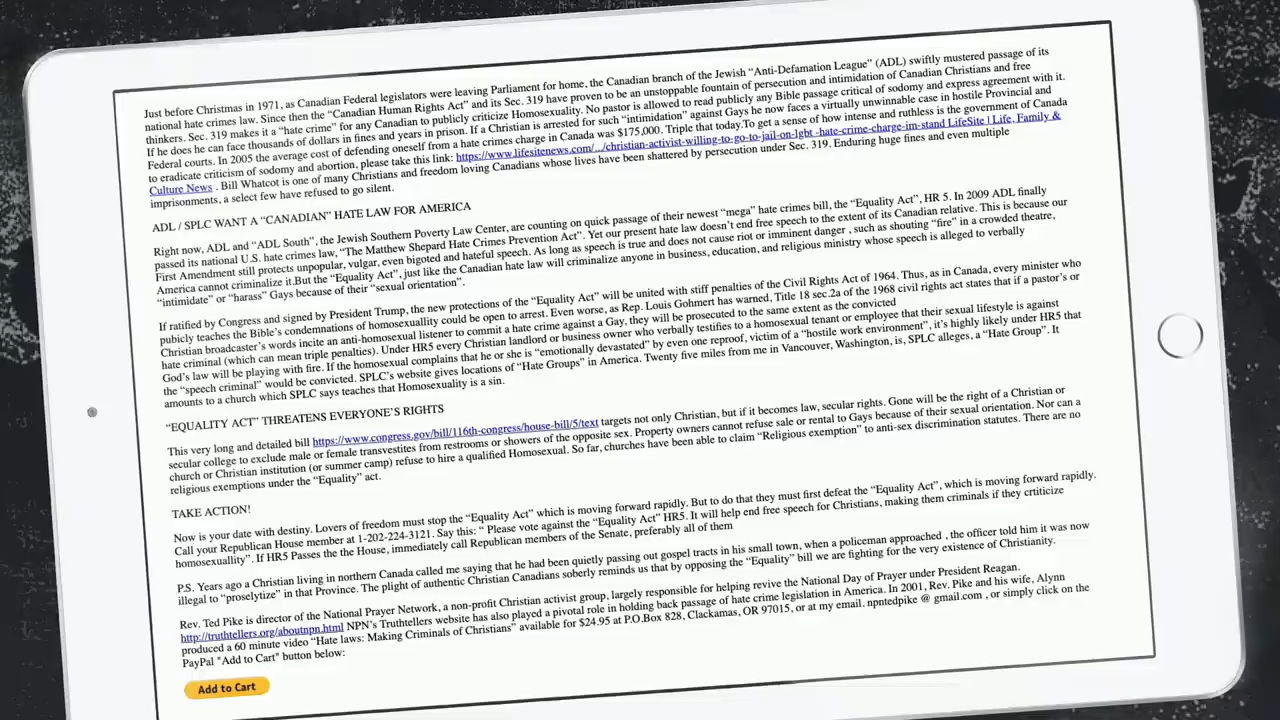 Just before Christmas in 1971, as Canadian Federal legislators were leaving Parliament for home, the Canadian branch of the Jewish “Anti-Defamation League” (ADL) swiftly mustered passage of its
national hate crimes law. Since then the “Canadian Human Rights Act” and its Sec. 319 have proven to be an unstoppable fountain of persecution and intimidation of Canadian Christians and free
thinkers. Sec. 319 makes it a “hate crime” for any Canadian to publicly criticize Homosexuality. No pastor is allowed to read publicly any Bible passage critical of sodomy and express agreement with it.
If he does he can face thousands of dollars in fines and years in prison. If a Christian is arrested for such “intimidation” against Gays he now faces a virtually unwinnable case in hostile Provincial and
Federal courts. In 2005 the average cost of defending oneself from a hate crimes charge in Canada was $175,000. Triple that today.To get a sense of how intense and ruthless is the government of Canada
to eradicate criticism of sodomy and abortion, please take this link: https://www.lifesitenews.com/.../christian-activist-willing-to-go-to-jail-on-lgbt -hate-crime-charge-im-stand LifeSite | Life, Family &
Culture News . Bill Whatcot is one of many Christians and freedom loving Canadians whose lives have been shattered by persecution under Sec. 319. Enduring huge fines and even multiple
imprisonments, a select few have refused to go silent.
ADL / SPLC WANT A “CANADIAN” HATE LAW FOR AMERICA
Right now, ADL and “ADL South”, the Jewish Southern Poverty Law Center, are counting on quick passage of their newest “mega” hate crimes bill, the “Equality Act”, HR 5. In 2009 ADL finally
passed its national U.S. hate crimes law, “The Matthew Shepard Hate Crimes Prevention Act”. Yet our present hate law doesn’t end free speech to the extent of its Canadian relative. This is because our
First Amendment still protects unpopular, vulgar, even bigoted and hateful speech. As long as speech is true and does not cause riot or imminent danger , such as shouting “fire” in a crowded theatre,
America cannot criminalize it.But the “Equality Act”, just like the Canadian hate law will criminalize anyone in business, education, and religious ministry whose speech is alleged to verbally
“intimidate” or “harass” Gays because of their “sexual orientation”.
If ratified by Congress and signed by President Trump, the new protections of the “Equality Act” will be united with stiff penalties of the Civil Rights Act of 1964. Thus, as in Canada, every minister who
publicly teaches the Bible’s condemnations of homosexuallity could be open to arrest. Even worse, as Rep. Louis Gohmert has warned, Title 18 sec.2a of the 1968 civil rights act states that if a pastor’s or
Christian broadcaster’s words incite an anti-homosexual listener to commit a hate crime against a Gay, they will be prosecuted to the same extent as the convicted
hate criminal (which can mean triple penalties). Under HR5 every Christian landlord or business owner who verbally testifies to a homosexual tenant or employee that their sexual lifestyle is against
God’s law will be playing with fire. If the homosexual complains that he or she is “emotionally devastated” by even one reproof, victim of a “hostile work environment”, it’s highly likely under HR5 that
the “speech criminal” would be convicted. SPLC’s website gives locations of “Hate Groups” in America. Twenty five miles from me in Vancouver, Washington, is, SPLC alleges, a “Hate Group”. It
amounts to a church which SPLC says teaches that Homosexuality is a sin.
“EQUALITY ACT” THREATENS EVERYONE’S RIGHTS
This very long and detailed bill https://www.congress.gov/bill/116th-congress/house-bill/5/text targets not only Christian, but if it becomes law, secular rights. Gone will be the right of a Christian or
secular college to exclude male or female transvestites from restrooms or showers of the opposite sex. Property owners cannot refuse sale or rental to Gays because of their sexual orientation. Nor can a
church or Christian institution (or summer camp) refuse to hire a qualified Homosexual. So far, churches have been able to claim “Religious exemption” to anti-sex discrimination statutes. There are no
religious exemptions under the “Equality” act.
TAKE ACTION!
Now is your date with destiny. Lovers of freedom must stop the “Equality Act” which is moving forward rapidly. But to do that they must first defeat the “Equality Act”, which is moving forward rapidly.
Call your Republican House member at 1-202-224-3121. Say this: “ Please vote against the “Equality Act” HR5. It will help end free speech for Christians, making them criminals if they crticitize
homosexuallity”. If HR5 Passes the the House, immediately call Republican members of the Senate, preferably all of them
P.S. Years ago a Christian living in northern Canada called me saying that he had been quietly passing out gospel tracts in his small town, when a policeman approached , the officer told him it was now
illegal to “proselytize” in that Province. The plight of authentic Christian Canadians soberly reminds us that by opposing the “Equality” bill we are fighting for the very existence of Christianity.
Rev. Ted Pike is director of the National Prayer Network, a non-profit Christian activist group, largely responsible for helping revive the National Day of Prayer under President Reagan.
http://truthtellers.org/aboutnpn.html NPN’s Truthtellers website has also played a pivotal role in holding back passage of hate crime legislation in America. In 2001, Rev. Pike and his wife, Alynn
produced a 60 minute video “Hate laws: Making Criminals of Christians” available for $24.95 at P.O.Box 828, Clackamas, OR 97015, or at my email. npntedpike @ gmail.com , or simply click on the
PayPal "Add to Cart" button below:
Add to Cart